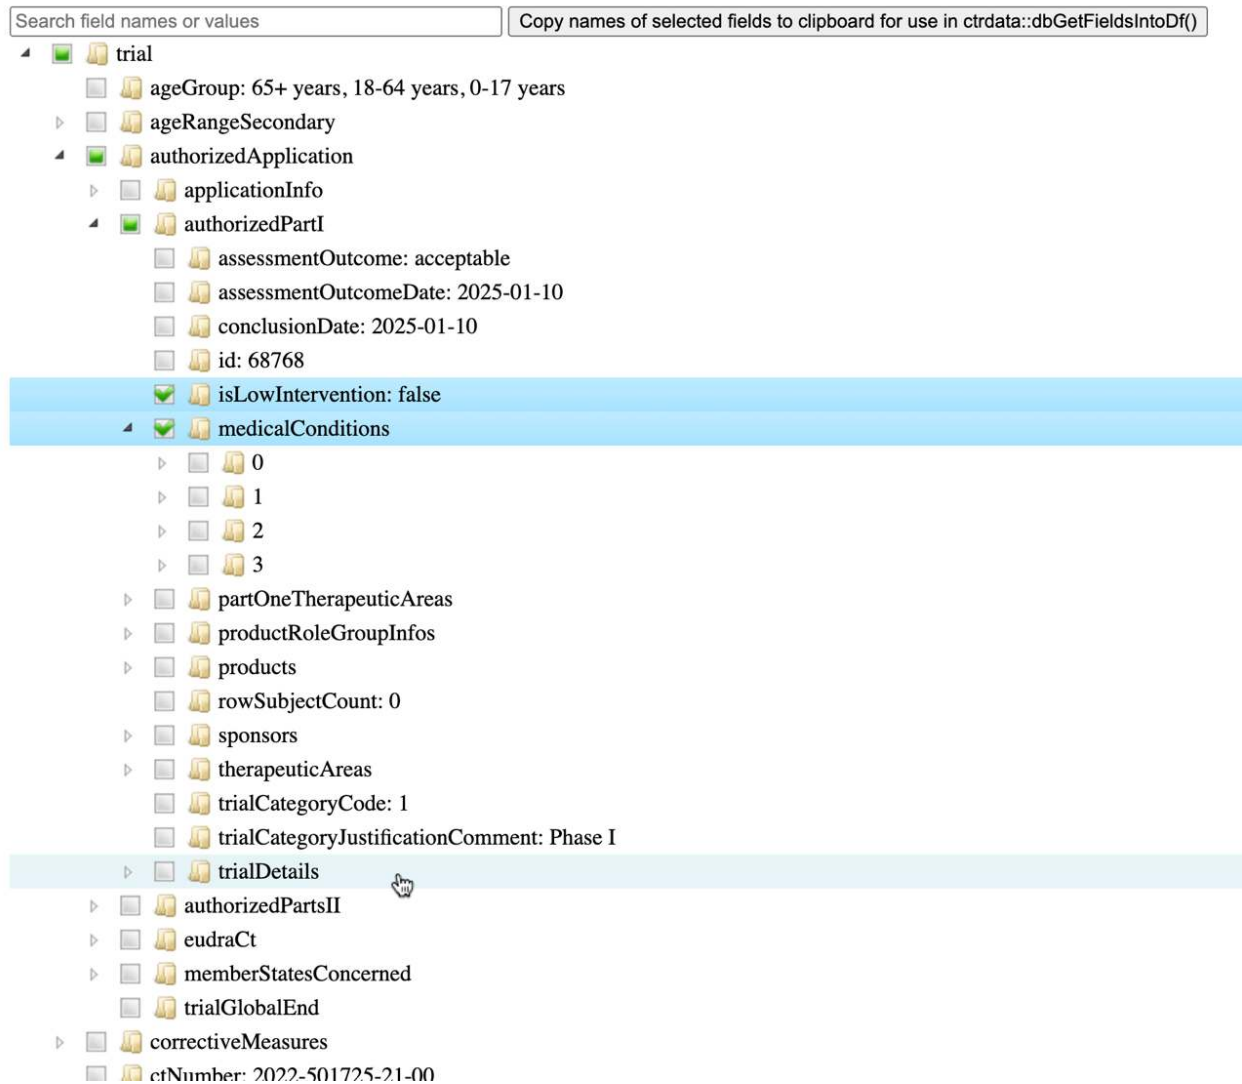 Search field names or values
Copy names of selected fields to clipboard for use in ctrdata::dbGetFieldsIntoDf()
trial
ageGroup: 65+ years, 18-64 years, 0-17 years
ageRangeSecondary
authorizedApplication
applicationInfo
authorizedPartI
assessmentOutcome: acceptable
assessmentOutcomeDate: 2025-01-10
conclusionDate: 2025-01-10
id: 68768
isLowIntervention: false
medicalConditions
0
1
2
3
partOneTherapeuticAreas
productRoleGroupInfos
products
rowSubjectCount: 0
sponsors
therapeuticAreas
trialCategoryCode: 1
trialCategoryJustificationComment: Phase I
trialDetails
authorizedPartsII
eudraCt
memberStatesConcerned
trialGlobalEnd
correctiveMeasures
ctNumber: 2022-501725-21-00